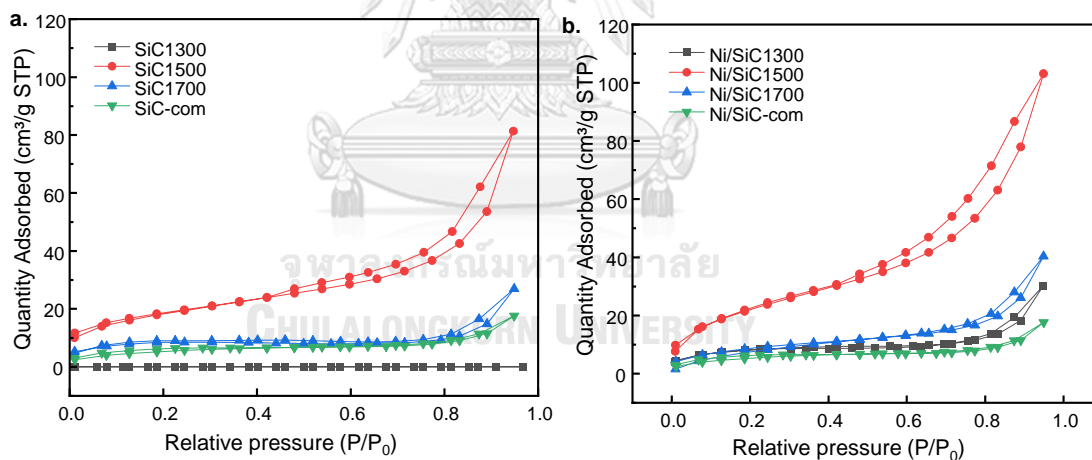 a.
120
100
80
60
40
20
0
Quantity Adsorbed (cm³/g STP)
SiC1300
SiC1500
SiC1700
SiC-com
0.0 0.2 0.4 0.6 0.8 1.0
Relative pressure (P/P₀)
b.
120
100
80
60
40
20
0
Quantity Adsorbed (cm³/g STP)
Ni/SiC1300
Ni/SiC1500
Ni/SiC1700
Ni/SiC-com
0.0 0.2 0.4 0.6 0.8 1.0
Relative pressure (P/P₀)
จุฬาลงกรณ์มหาวิทยาลัย
CHULALONGKORN UNIVERSITY